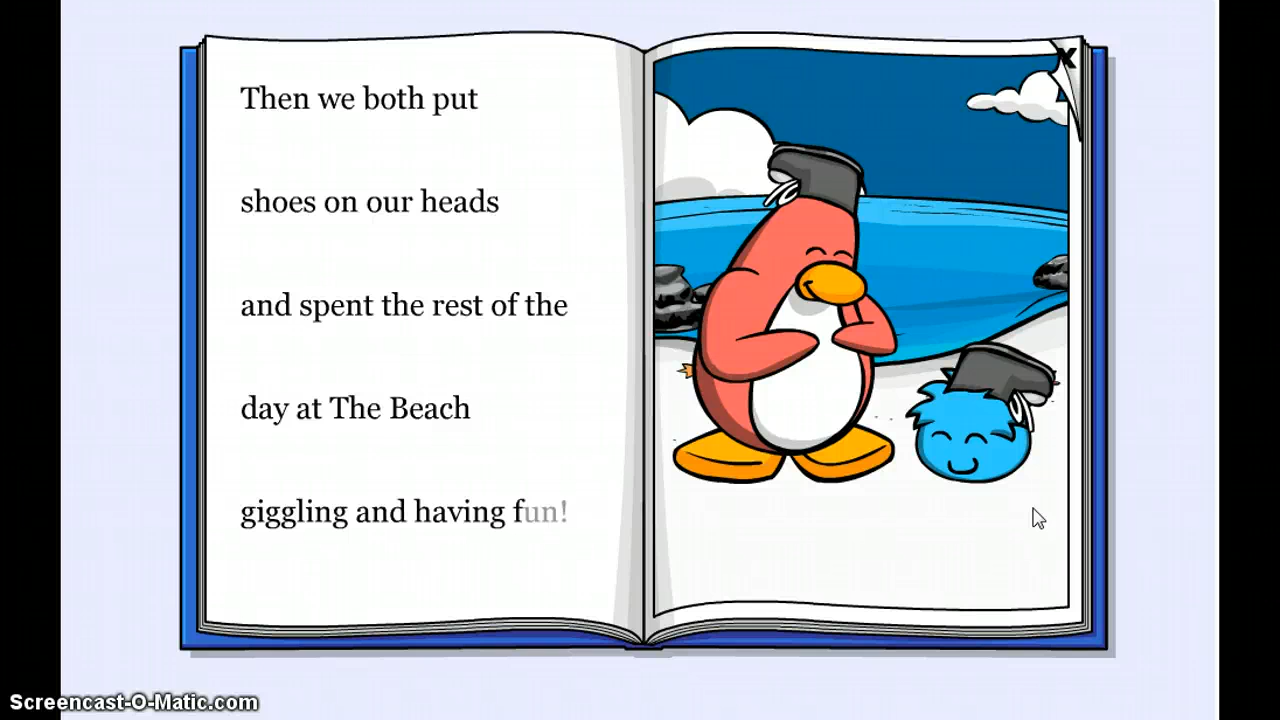 Then we both put
shoes on our heads
and spent the rest of the
day at The Beach
giggling and having fun!
X
Screencast-O-Matic.com